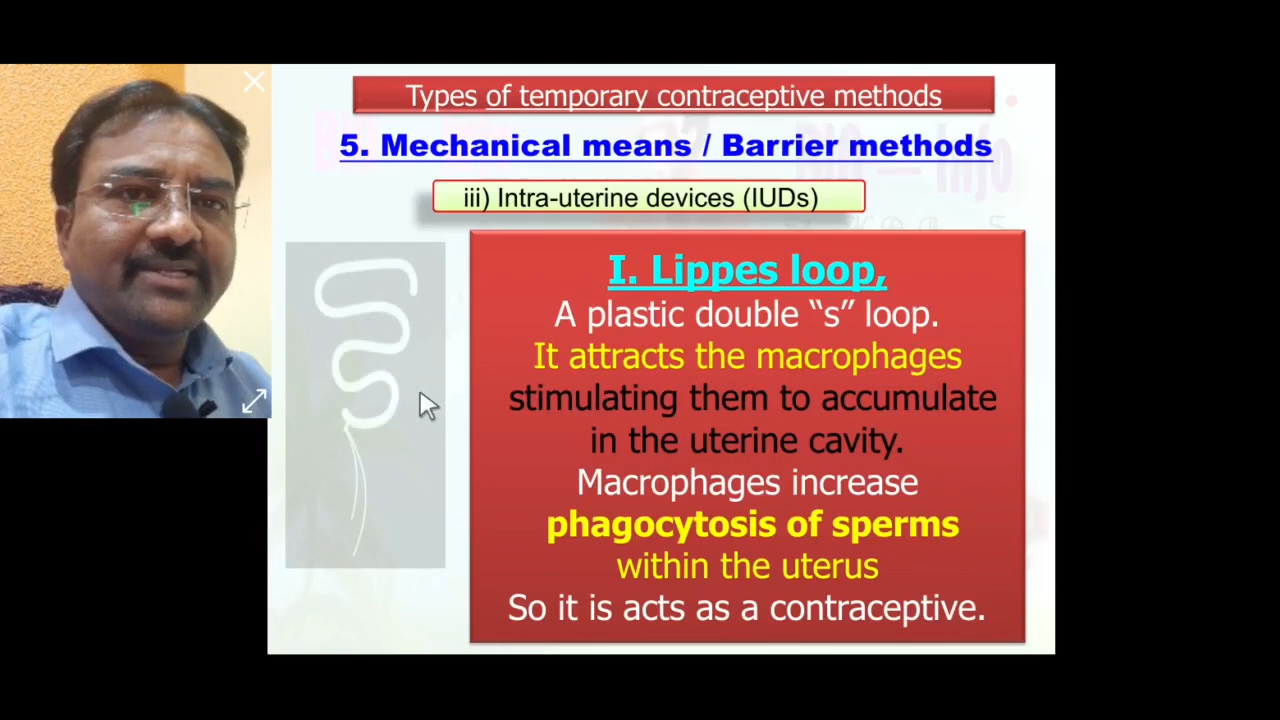 Types of temporary contraceptive methods
5. Mechanical means / Barrier methods
iii) Intra-uterine devices (IUDs)
I. Lippes loop,
A plastic double “s” loop.
It attracts the macrophages
stimulating them to accumulate
in the uterine cavity.
Macrophages increase
phagocytosis of sperms
within the uterus
So it is acts as a contraceptive.